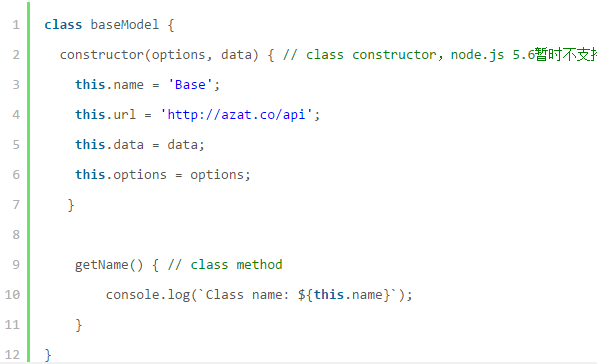 1 class baseModel {
2 constructor(options, data) { // class constructor，node.js 5.6暂时不支持
3 this.name = 'Base';
4 this.url = 'http://azat.co/api';
5 this.data = data;
6 this.options = options;
7 }
8
9 getName() { // class method
10 console.log(`Class name: ${this.name}`);
11 }
12 }